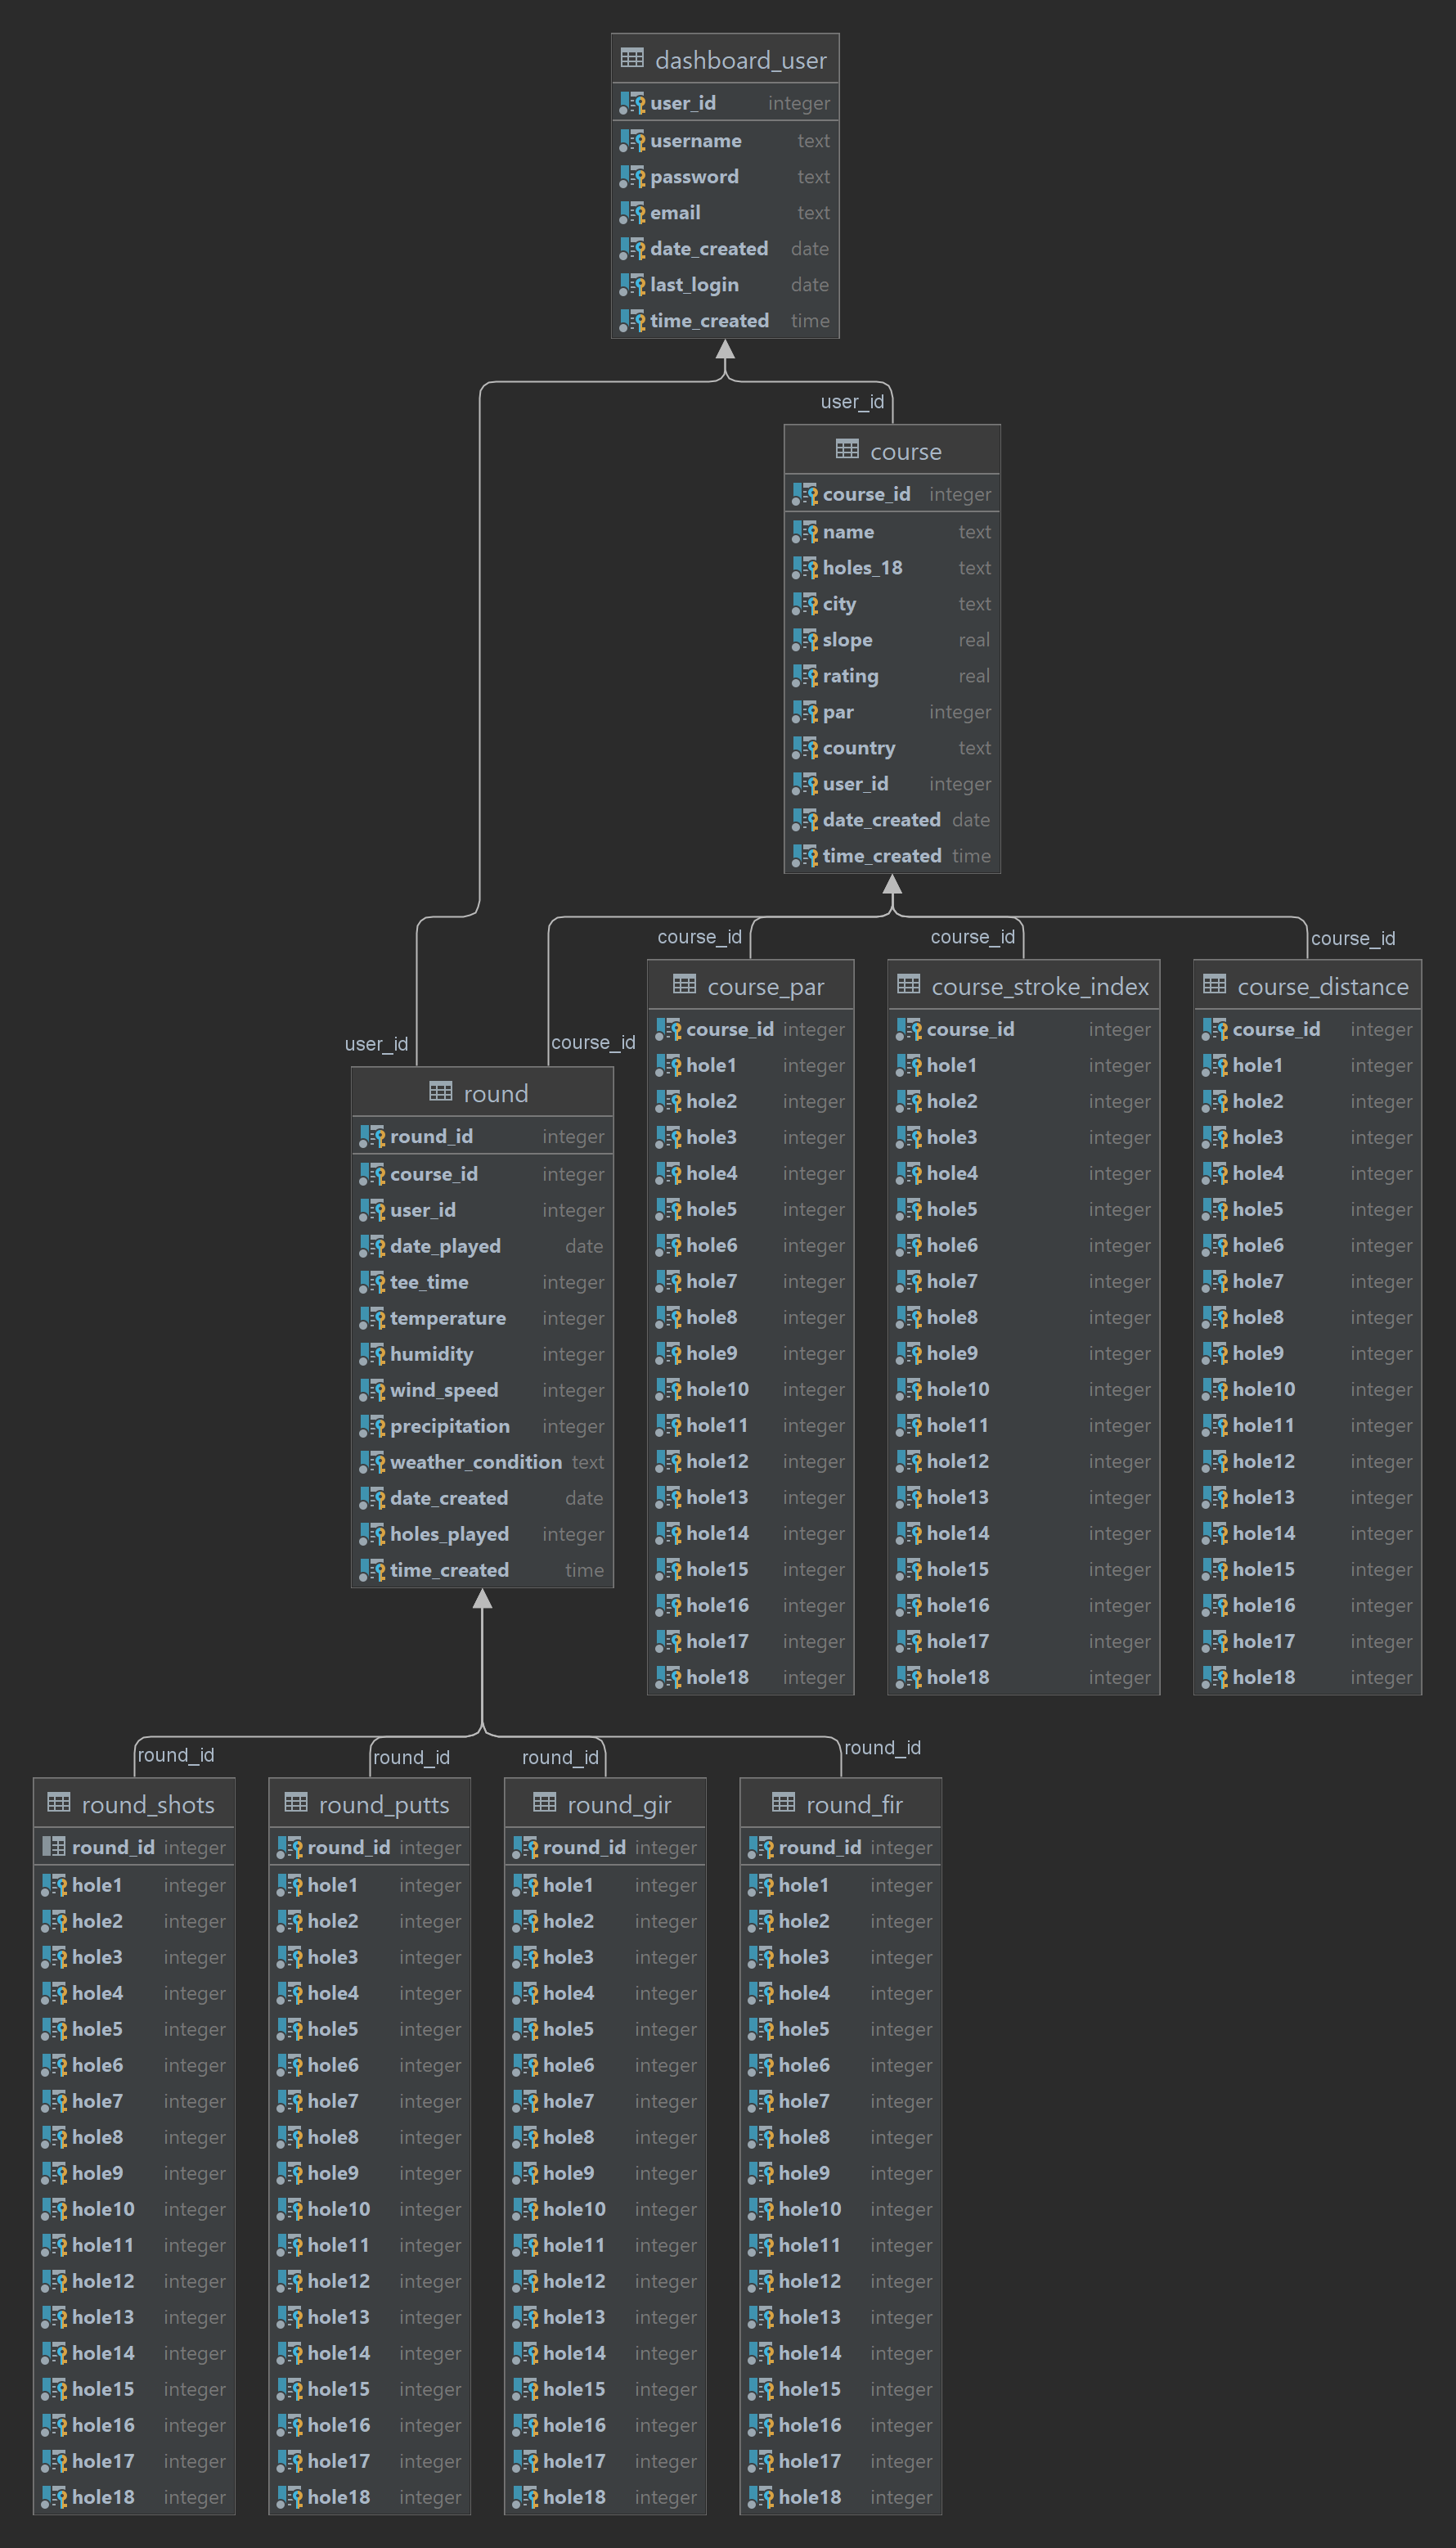 dashboard_user
user_id integer
username text
password text
email text
date_created date
last_login date
time_created time
user_id
course
course_id integer
name text
holes_18 text
city text
slope real
rating real
par integer
country text
user_id integer
date_created date
time_created time
user_id
course_id
course_id
course_id
course_id
round
round_id integer
course_id integer
user_id integer
date_played date
tee_time integer
temperature integer
humidity integer
wind_speed integer
precipitation integer
weather_condition text
date_created date
holes_played integer
time_created time
course_par
course_id integer
hole1 integer
hole2 integer
hole3 integer
hole4 integer
hole5 integer
hole6 integer
hole7 integer
hole8 integer
hole9 integer
hole10 integer
hole11 integer
hole12 integer
hole13 integer
hole14 integer
hole15 integer
hole16 integer
hole17 integer
hole18 integer
course_stroke_index
course_id integer
hole1 integer
hole2 integer
hole3 integer
hole4 integer
hole5 integer
hole6 integer
hole7 integer
hole8 integer
hole9 integer
hole10 integer
hole11 integer
hole12 integer
hole13 integer
hole14 integer
hole15 integer
hole16 integer
hole17 integer
hole18 integer
course_distance
course_id integer
hole1 integer
hole2 integer
hole3 integer
hole4 integer
hole5 integer
hole6 integer
hole7 integer
hole8 integer
hole9 integer
hole10 integer
hole11 integer
hole12 integer
hole13 integer
hole14 integer
hole15 integer
hole16 integer
hole17 integer
hole18 integer
round_id
round_id
round_id
round_id
round_shots
round_id integer
hole1 integer
hole2 integer
hole3 integer
hole4 integer
hole5 integer
hole6 integer
hole7 integer
hole8 integer
hole9 integer
hole10 integer
hole11 integer
hole12 integer
hole13 integer
hole14 integer
hole15 integer
hole16 integer
hole17 integer
hole18 integer
round_putts
round_id integer
hole1 integer
hole2 integer
hole3 integer
hole4 integer
hole5 integer
hole6 integer
hole7 integer
hole8 integer
hole9 integer
hole10 integer
hole11 integer
hole12 integer
hole13 integer
hole14 integer
hole15 integer
hole16 integer
hole17 integer
hole18 integer
round_gir
round_id integer
hole1 integer
hole2 integer
hole3 integer
hole4 integer
hole5 integer
hole6 integer
hole7 integer
hole8 integer
hole9 integer
hole10 integer
hole11 integer
hole12 integer
hole13 integer
hole14 integer
hole15 integer
hole16 integer
hole17 integer
hole18 integer
round_fir
round_id integer
hole1 integer
hole2 integer
hole3 integer
hole4 integer
hole5 integer
hole6 integer
hole7 integer
hole8 integer
hole9 integer
hole10 integer
hole11 integer
hole12 integer
hole13 integer
hole14 integer
hole15 integer
hole16 integer
hole17 integer
hole18 integer